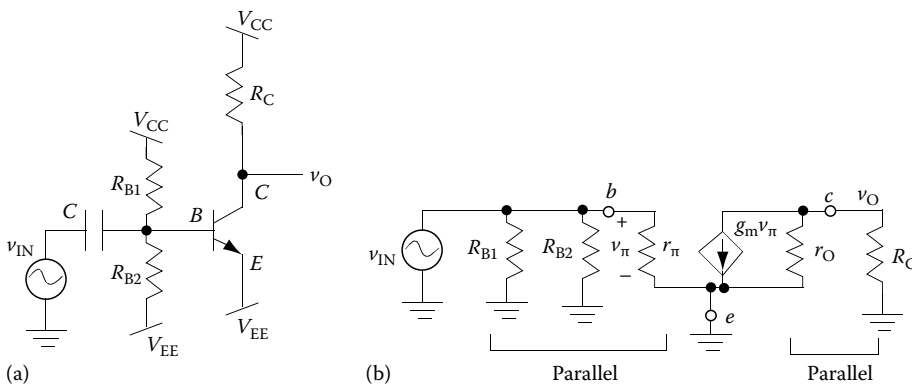 V_CC
R_C
V_CC
v_O
C
R_B1
C
B
v_IN
R_B2
E
V_EE
V_EE
(a)
b
c
v_O
+
g_m v_π
v_IN
R_B1
R_B2
v_π
r_π
r_O
R_C
−
e
Parallel
Parallel
(b)